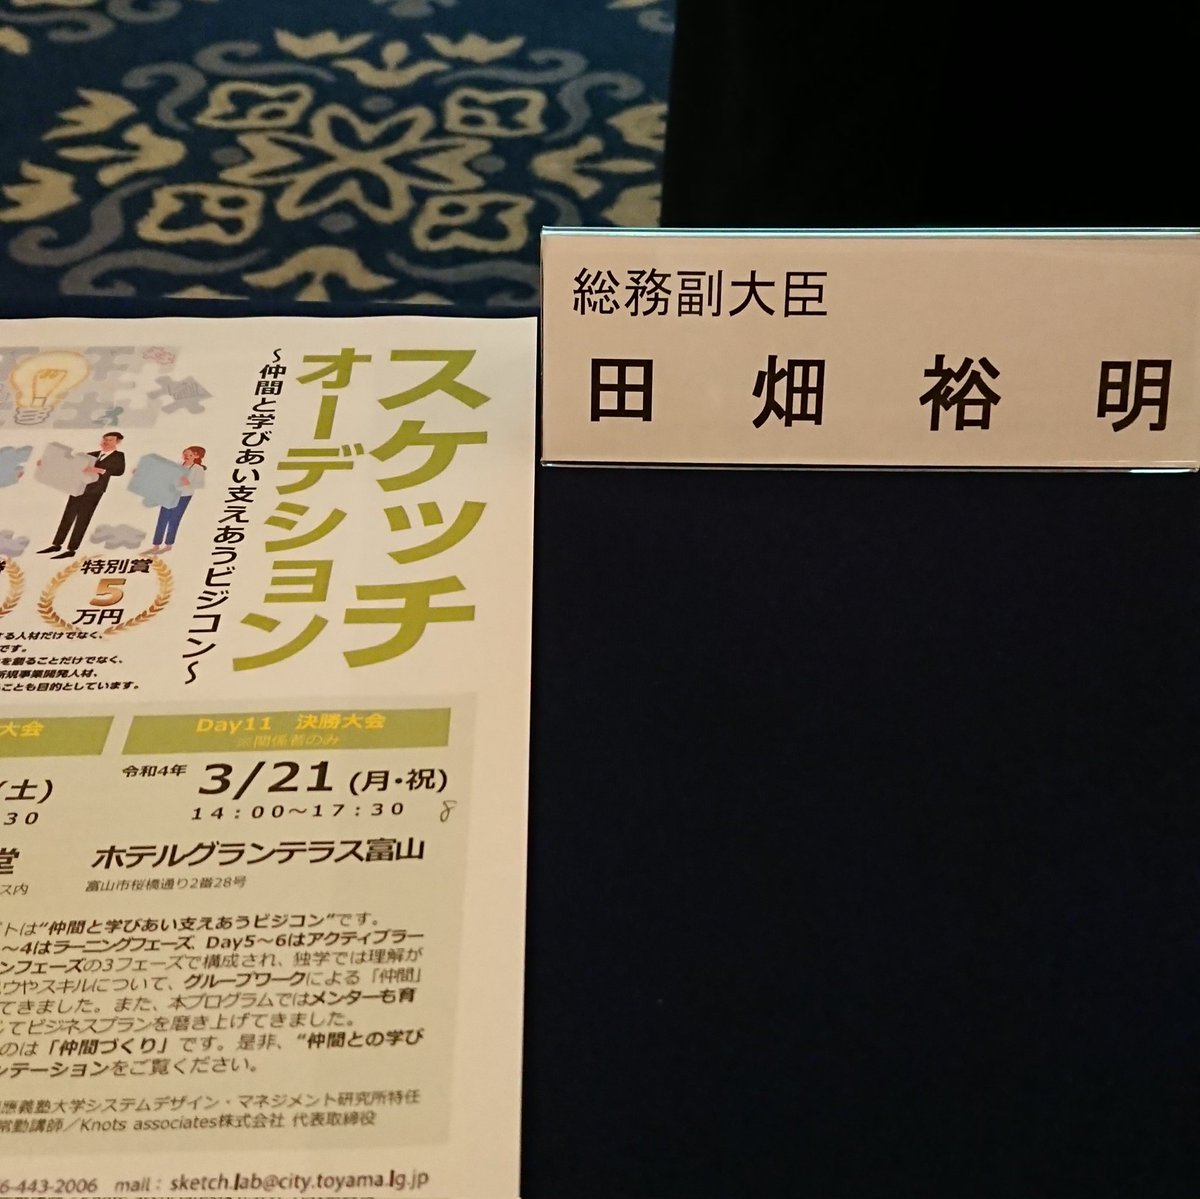 総務副大臣
田畑裕明
スケッチ
オーデション
～仲間と学びあい支えあうビジコン～
特別賞
5
万円
る人材だけでなく、
です。
を創ることだけでなく、
新規事業開発人材、
ることも目的としています。
大会
(土)
30
堂
ス内
Day11 決勝大会
※関係者のみ
令和4年 3/21 (月・祝)
14:00～17:30 8
ホテルグランテラス富山
富山市桜橋通り2番28号
トは“仲間と学びあい支えあうビジコン”です。
～4はラーニングフェーズ、Day5～6はアクティブラー
ンフェーズの3フェーズで構成され、独学では理解が
ウやスキルについて、グループワークによる「仲間」
てきました。また、本プログラムではメンターも育
してビジネスプランを磨き上げてきました。
のは「仲間づくり」です。是非、“仲間との学び
ンテーションをご覧ください。
應義塾大学システムデザイン・マネジメント研究所特任
常勤講師／Knots associates株式会社 代表取締役
6-443-2006 mail：sketch.lab@city.toyama.lg.jp